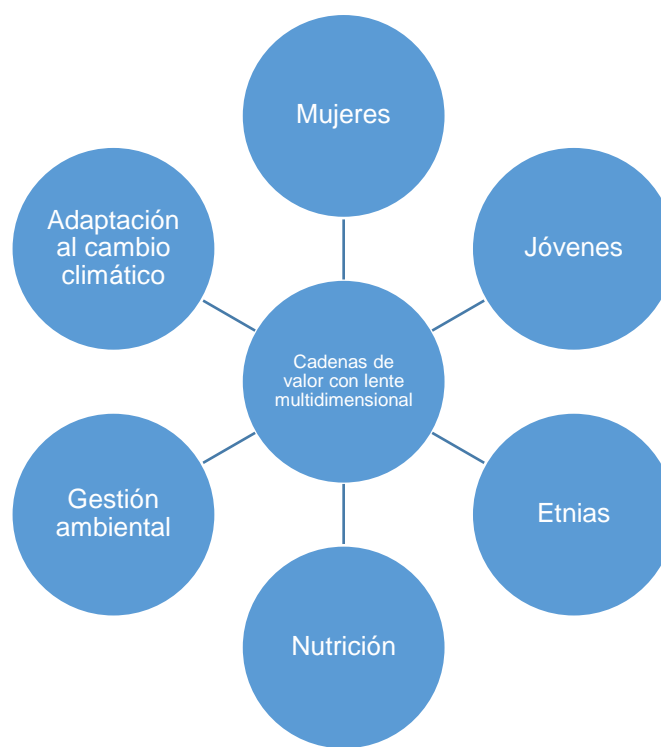 Mujeres
Adaptación
al cambio
climático
Jóvenes
Cadenas de
valor con lente
multidimensional
Gestión
ambiental
Etnias
Nutrición